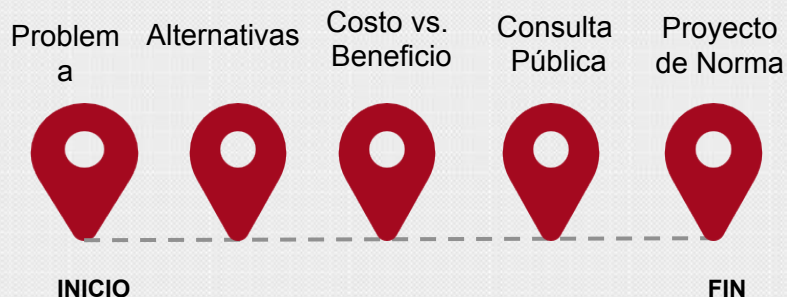 Problem
a
Alternativas
Costo vs.
Beneficio
Consulta
Pública
Proyecto
de Norma
INICIO
FIN